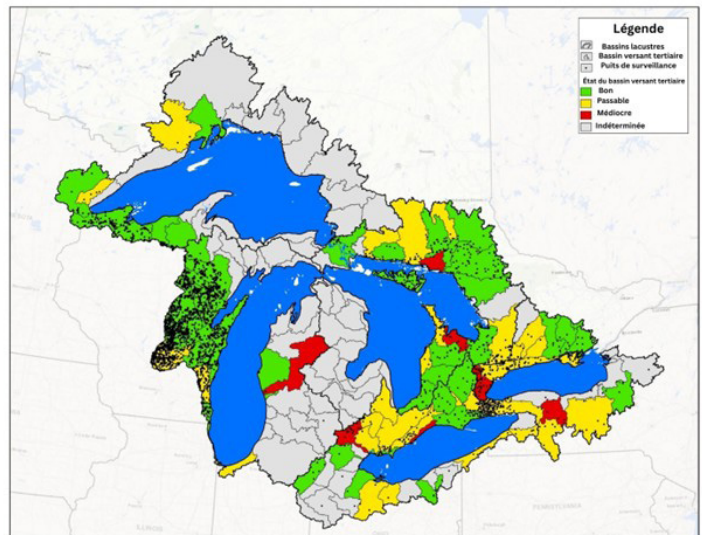 Légende
Bassins lacustres
Bassin versant tertiaire
Puits de surveillance
État du bassin versant tertiaire
Bon
Passable
Médiocre
Indéterminée
ILLINOIS
PENNSYLVANIA